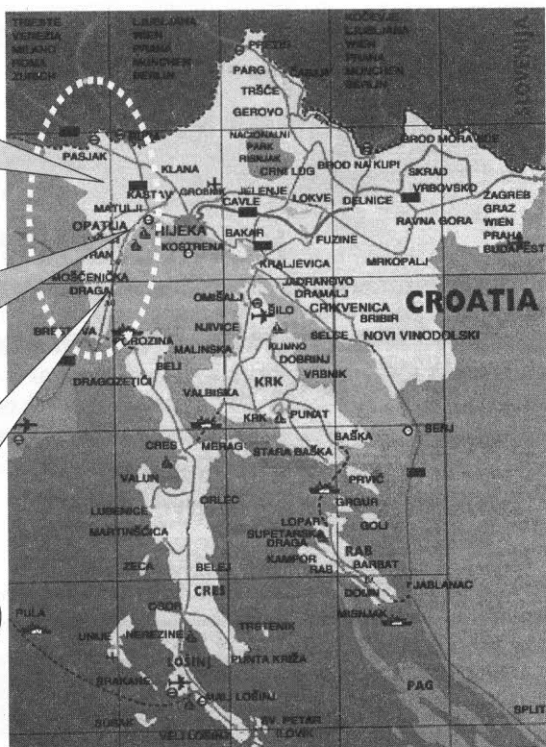 TRIESTE
VENEZIA
MILANO
ROMA
ZURICH
LJUBLJANA
WIEN
PRAHA
MÜNCHEN
BERLIN
KOČEVJE
LJUBLJANA
WIEN
PRAHA
MÜNCHEN
BERLIN
SLOVENIJA
PARG
ČABAR
TRŠĆE
GEROVO
NACIONALNI
PARK
RISNJAK
CRNI LUG
BROD NA KUPI
SKRAD
VRBOVSKO
PASJAK
RUPA
KLANA
KASTAV
GROBNIK
JELENJE
LOKVE
DELNICE
ZAGREB
GRAZ
WIEN
PRAHA
BUDAPEST
MATULJI
ČAVLE
RAVNA GORA
OPATIJA
RIJEKA
BAKAR
FUŽINE
MRKOPALJ
KOSTRENA
KRALJEVICA
MOŠĆENIČKA
DRAGA
JADRANOVO
DRAMALJ
CRIKVENICA
CROATIA
OMIŠALJ
ŠILO
BRIBIR
SELCE
NOVI VINODOLSKI
NJIVICE
KLIMNO
DOBRINJ
BRESTOVA
POROZINA
MALINSKA
VRBNIK
BELI
KRK
DRAGOZETIĆI
VALBISKA
KRK
PUNAT
SENJ
CRES
MERAG
BAŠKA
STARA BAŠKA
VALUN
PRVIĆ
ORLEC
GRGUR
LUBENICE
LOPAR
GOLI
MARTINŠĆICA
SUPETARSKA
DRAGA
RAB
KAMPOR
BARBAT
ZEČA
BELEJ
RAB
JABLANAC
CRES
MIŠNJAK
PULA
OSOR
TRSTENIK
UNIJE
NEREZINE
PUNTA KRIŽA
LOŠINJ
SRAKANE
PAG
MALI LOŠINJ
SUSAK
SV. PETAR
SPLIT
VELI LOŠINJ
ILOVIK